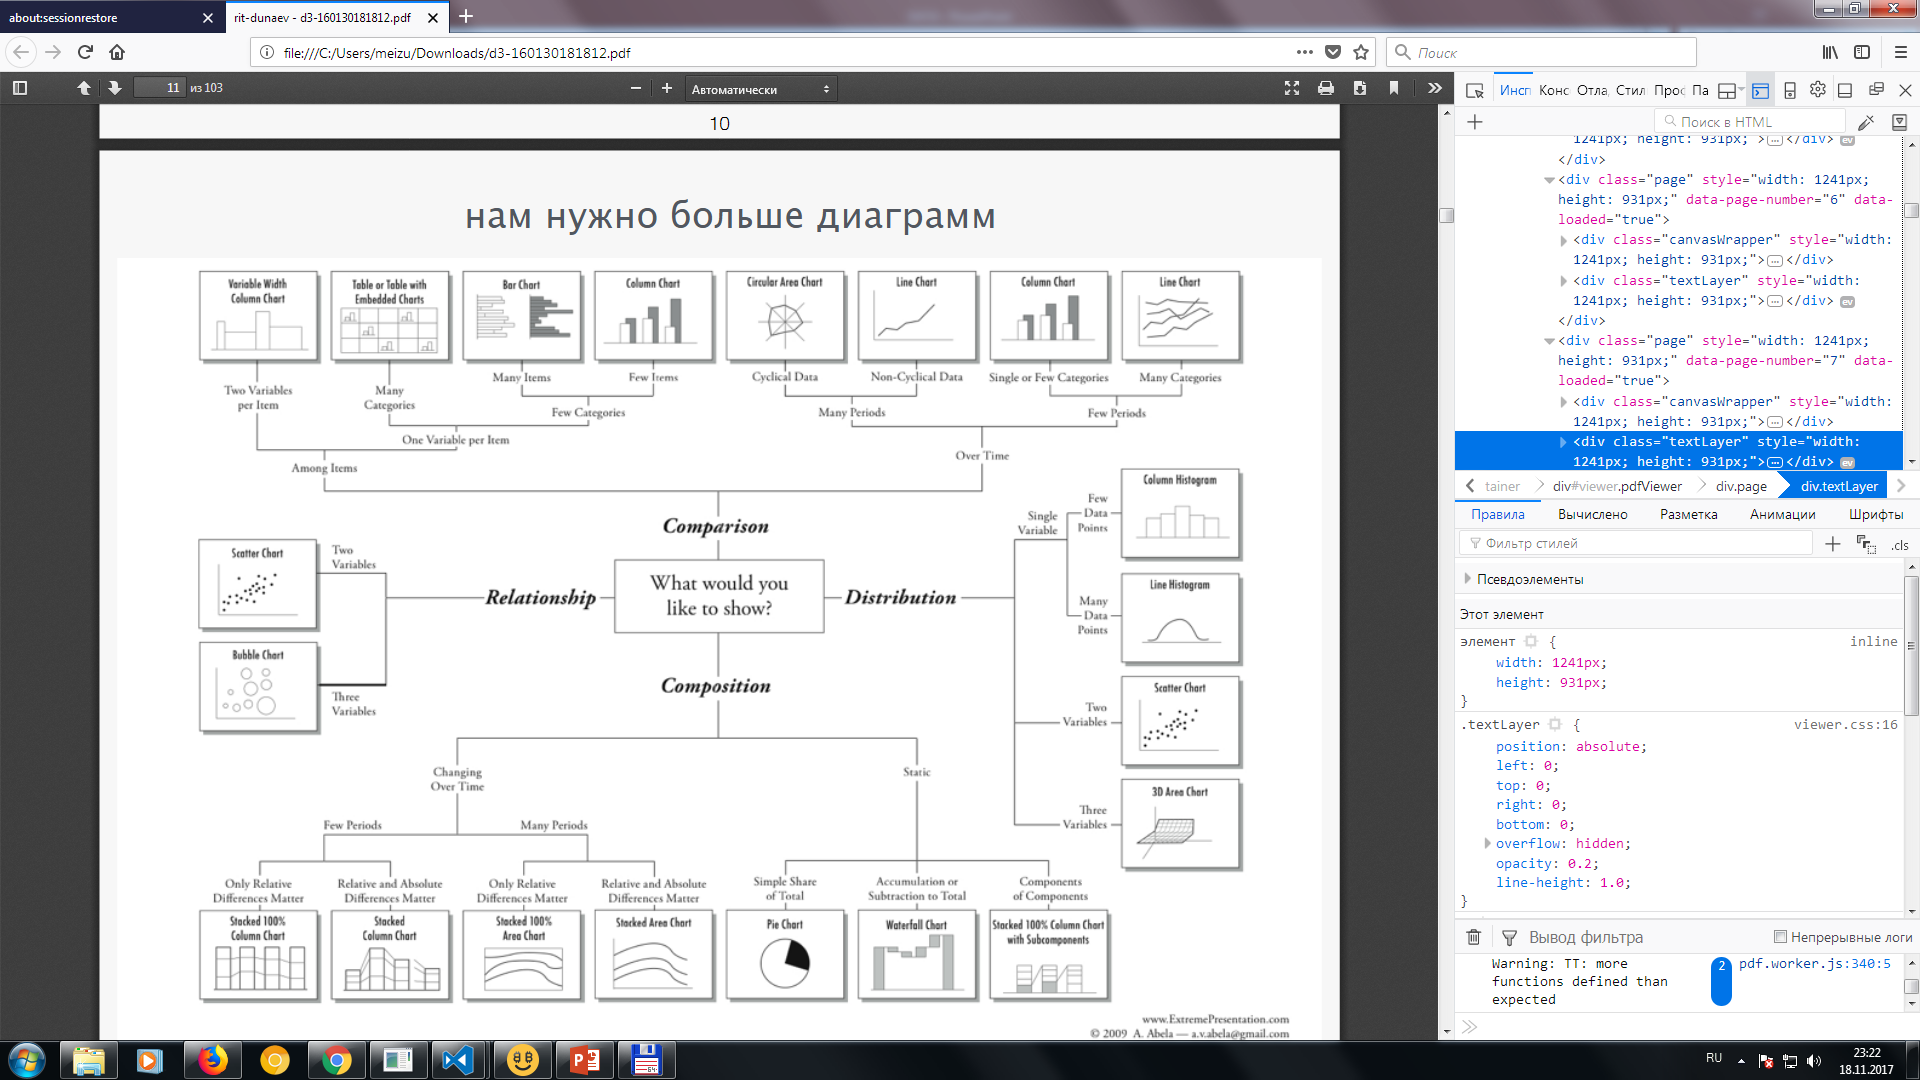 about:sessionrestore
rit-dunaev - d3-160130181812.pdf
file:///C:/Users/meizu/Downloads/d3-160130181812.pdf
Поиск
11 из 103
Автоматически
10
нам нужно больше диаграмм
Variable Width
Column Chart
Table or Table with
Embedded Charts
Bar Chart
Column Chart
Circular Area Chart
Line Chart
Column Chart
Line Chart
Two Variables
per Item
Many
Categories
Many Items
Few Items
Cyclical Data
Non-Cyclical Data
Single or Few Categories
Many Categories
Few Categories
Many Periods
Few Periods
One Variable per Item
Among Items
Over Time
Comparison
What would you
like to show?
Relationship
Distribution
Composition
Scatter Chart
Two
Variables
Bubble Chart
Three
Variables
Single
Variable
Few
Data
Points
Column Histogram
Many
Data
Points
Line Histogram
Two
Variables
Scatter Chart
Three
Variables
3D Area Chart
Changing
Over Time
Static
Few Periods
Many Periods
Only Relative
Differences Matter
Relative and Absolute
Differences Matter
Only Relative
Differences Matter
Relative and Absolute
Differences Matter
Simple Share
of Total
Accumulation or
Subtraction to Total
Components
of Components
Stacked 100%
Column Chart
Stacked
Column Chart
Stacked 100%
Area Chart
Stacked Area Chart
Pie Chart
Waterfall Chart
Stacked 100% Column Chart
with Subcomponents
www.ExtremePresentation.com
© 2009 A. Abela — a.v.abela@gmail.com
Инсп Конс Отла Стил Прос Па
Поиск в HTML
1241px; height: 931px; ">…</div> ev
</div>
<div class="page" style="width: 1241px;
height: 931px;" data-page-number="6" data-
loaded="true">
<div class="canvasWrapper" style="width:
1241px; height: 931px;">…</div>
<div class="textLayer" style="width:
1241px; height: 931px;">…</div> ev
</div>
<div class="page" style="width: 1241px;
height: 931px;" data-page-number="7" data-
loaded="true">
<div class="canvasWrapper" style="width:
1241px; height: 931px;">…</div>
<div class="textLayer" style="width:
1241px; height: 931px;">…</div> ev
tainer div#viewer.pdfViewer div.page div.textLayer
Правила Вычислено Разметка Анимации Шрифты
Фильтр стилей
.cls
Псевдоэлементы
Этот элемент
элемент { inline
width: 1241px;
height: 931px;
}
.textLayer { viewer.css:16
position: absolute;
left: 0;
top: 0;
right: 0;
bottom: 0;
overflow: hidden;
opacity: 0.2;
line-height: 1.0;
}
Вывод фильтра Непрерывные логи
Warning: TT: more
functions defined than
expected
2 pdf.worker.js:340:5
64
RU
23:22
18.11.2017